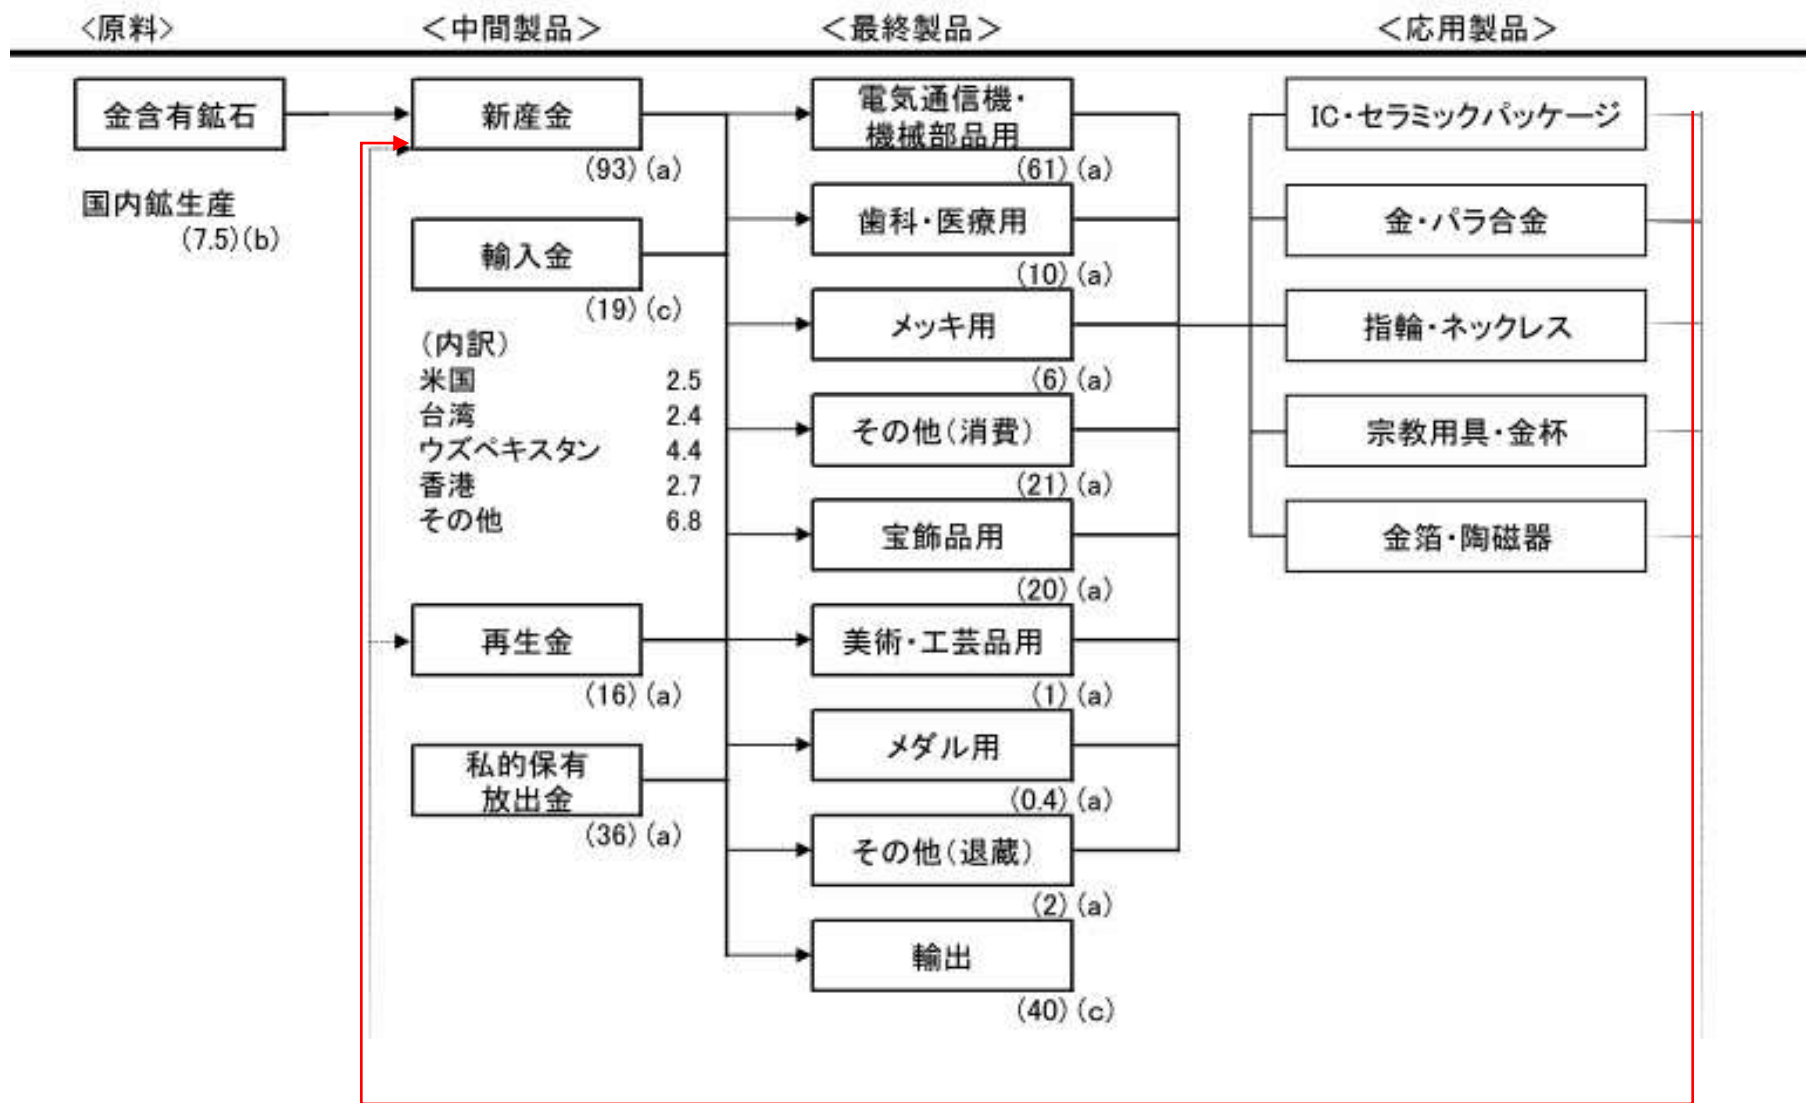 <原料>
＜中間製品＞
＜最終製品＞
＜応用製品＞
金含有鉱石
国内鉱生産
(7.5)(b)
新産金
(93)(a)
輸入金
(19)(c)
(内訳)
米国 2.5
台湾 2.4
ウズベキスタン 4.4
香港 2.7
その他 6.8
再生金
(16)(a)
私的保有
放出金
(36)(a)
電気通信機・
機械部品用
(61)(a)
歯科・医療用
(10)(a)
メッキ用
(6)(a)
その他(消費)
(21)(a)
宝飾品用
(20)(a)
美術・工芸品用
(1)(a)
メダル用
(0.4)(a)
その他(退蔵)
(2)(a)
輸出
(40)(c)
IC・セラミックパッケージ
金・パラ合金
指輪・ネックレス
宗教用具・金杯
金箔・陶磁器